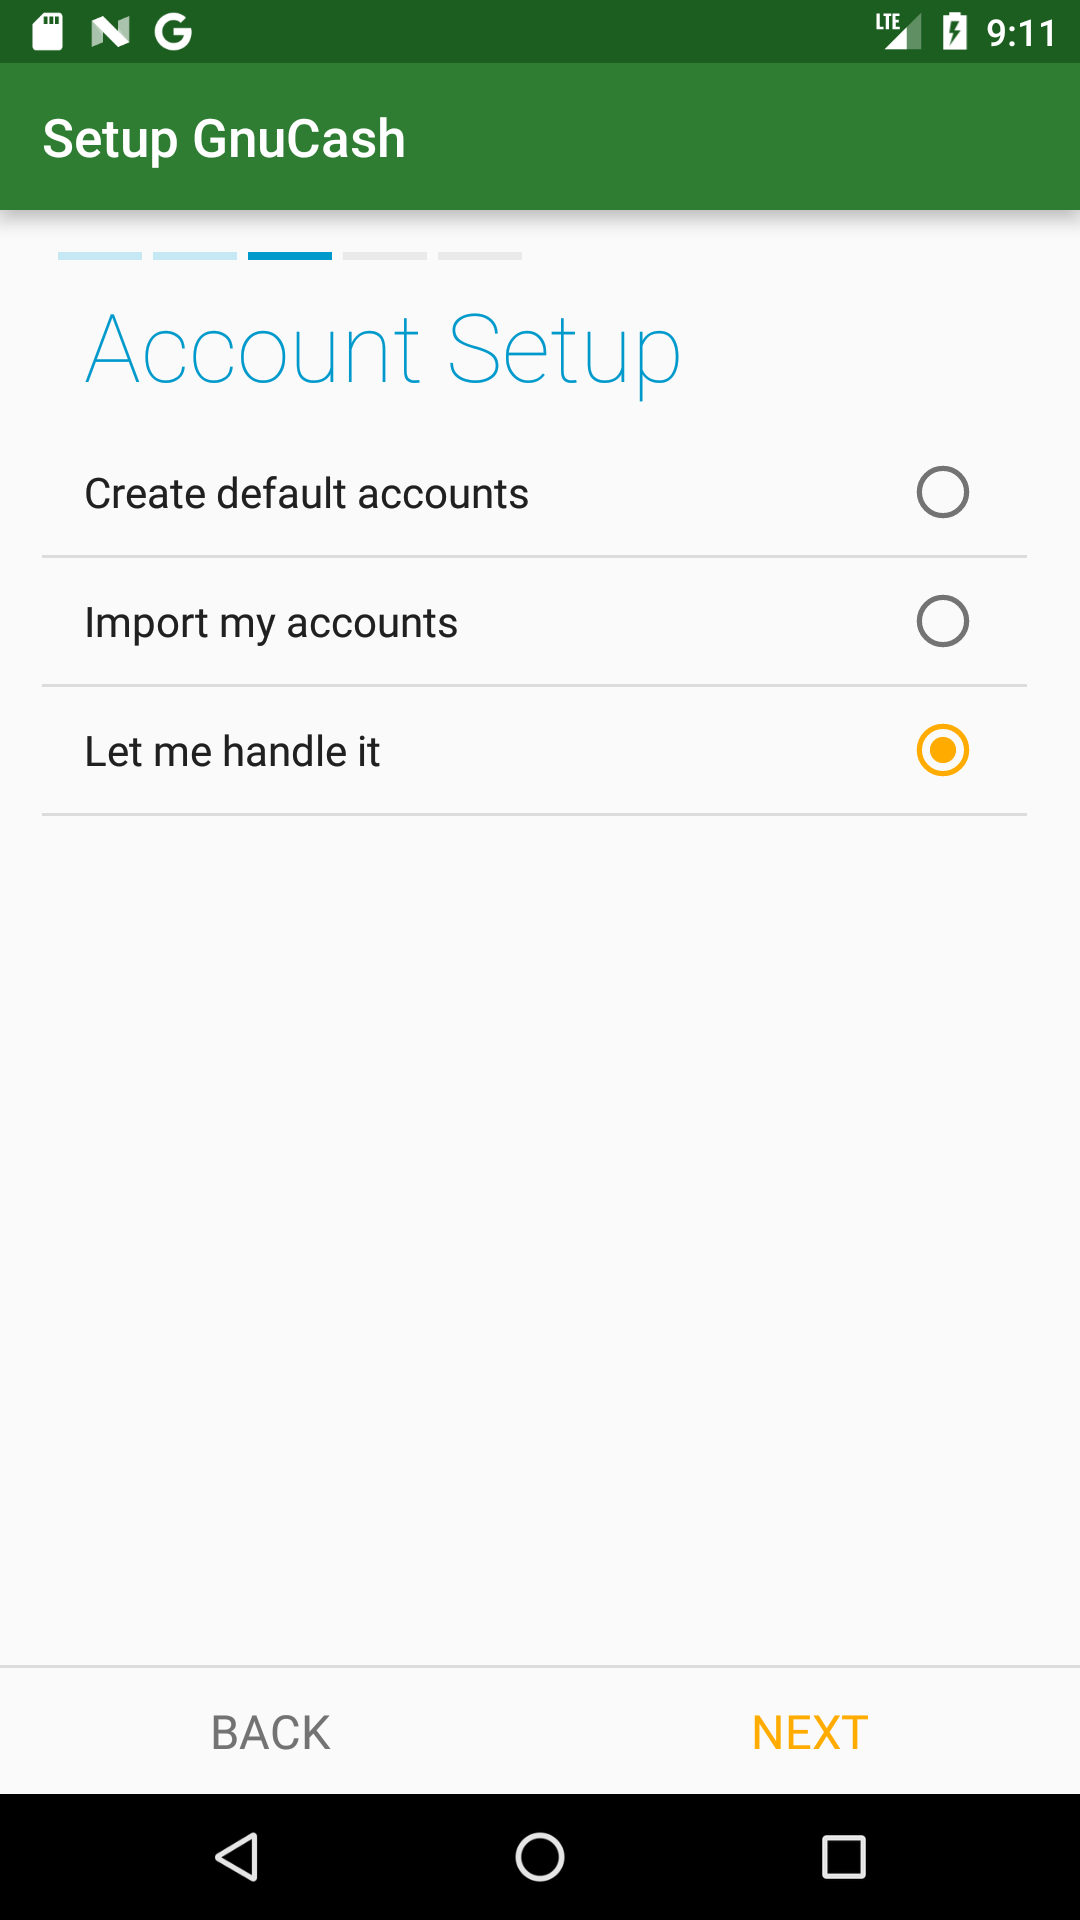 LTE 9:11
Setup GnuCash
Account Setup
Create default accounts
Import my accounts
Let me handle it
BACK NEXT